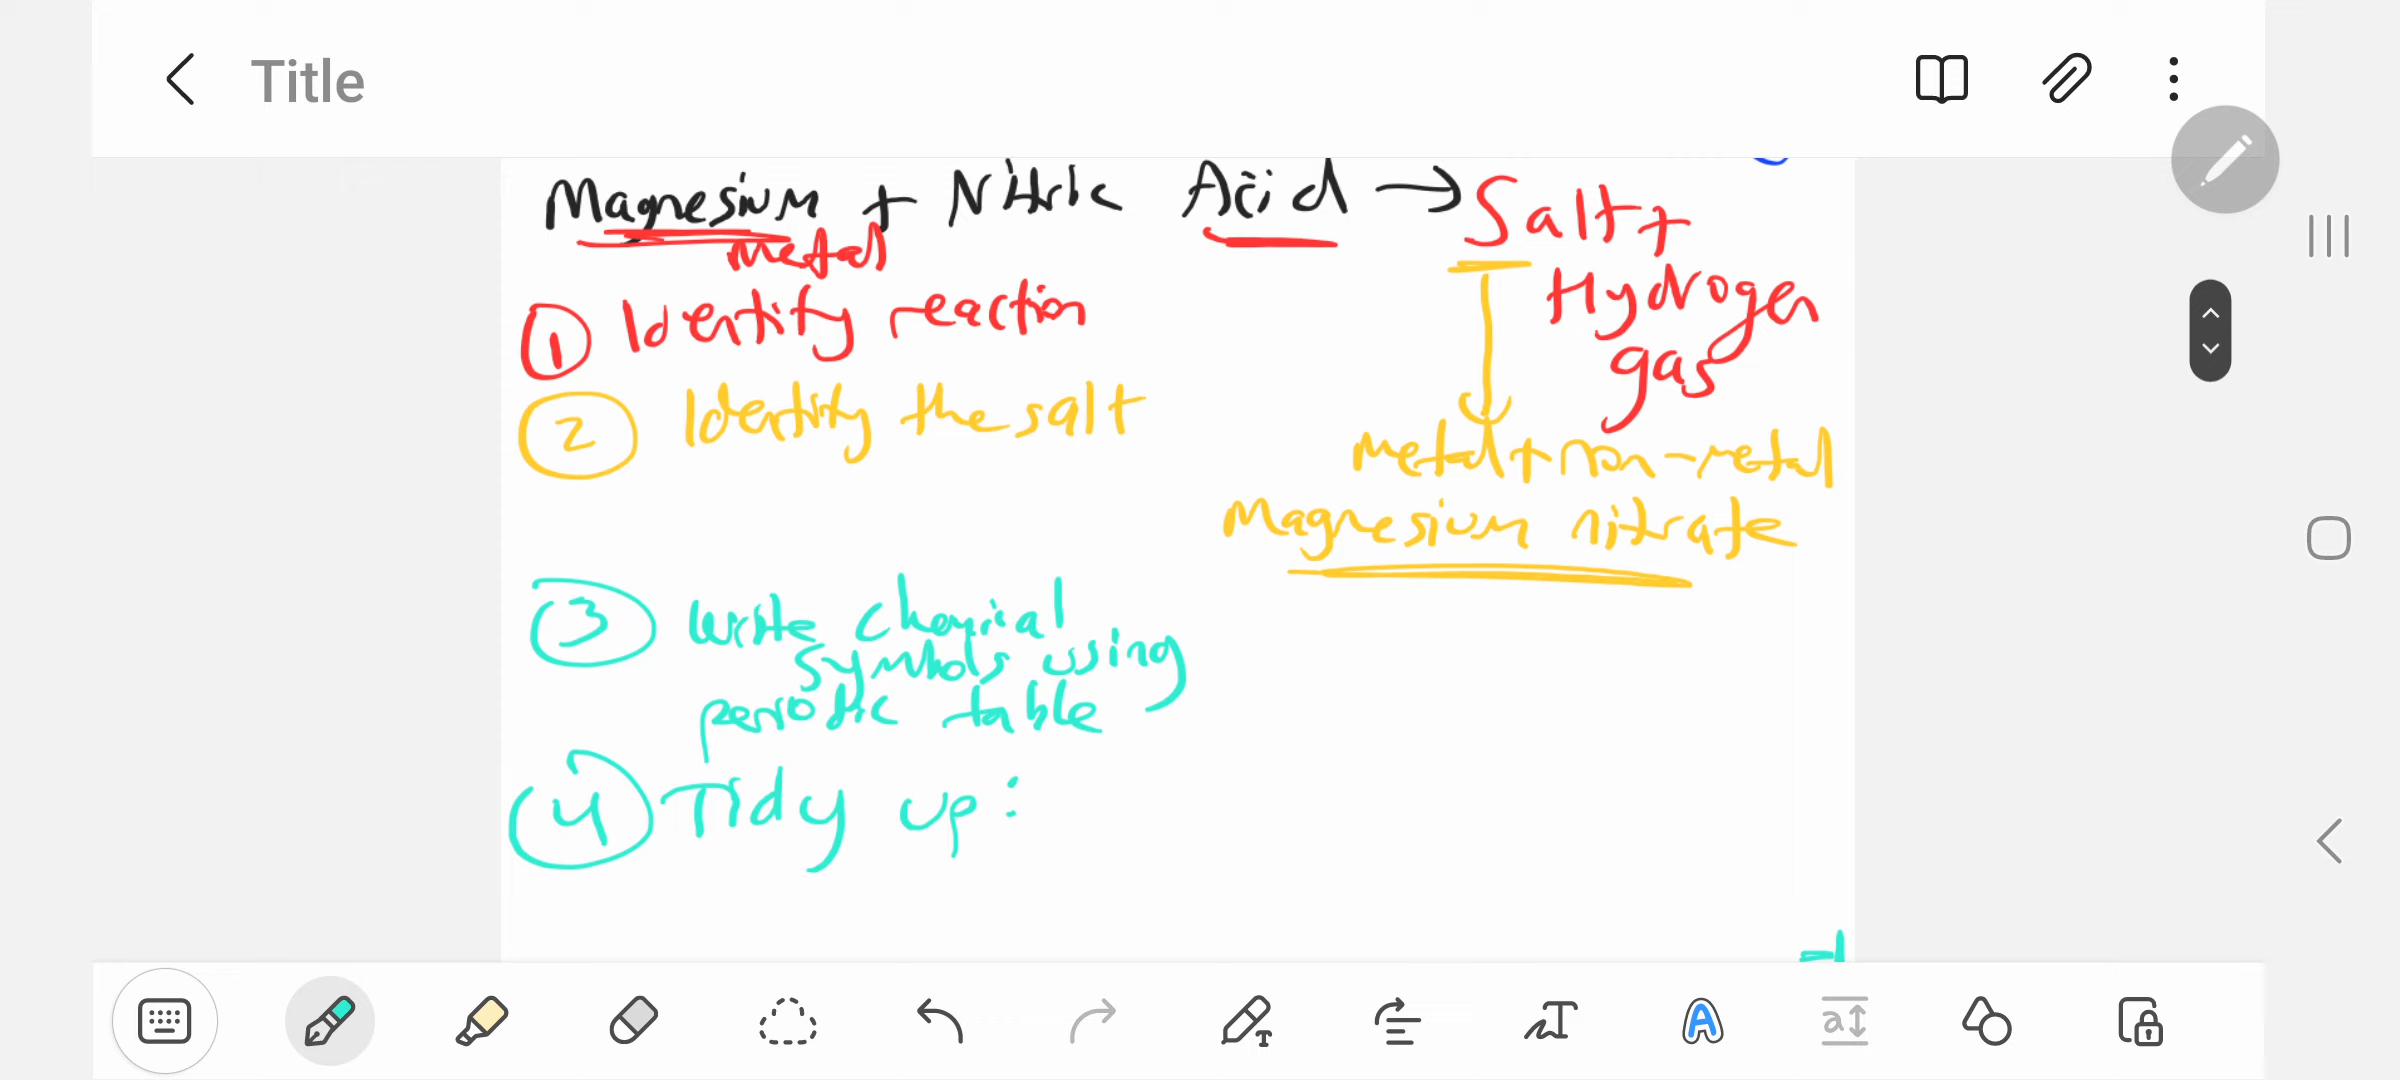 Title
Magnesium + Nitric Acid → Salt +
metal
Hydrogen
gas
① Identify reaction
② Identify the salt
metal + non-metal
Magnesium nitrate
③ Write chemical
symbols using
periodic table
④ Tidy up: